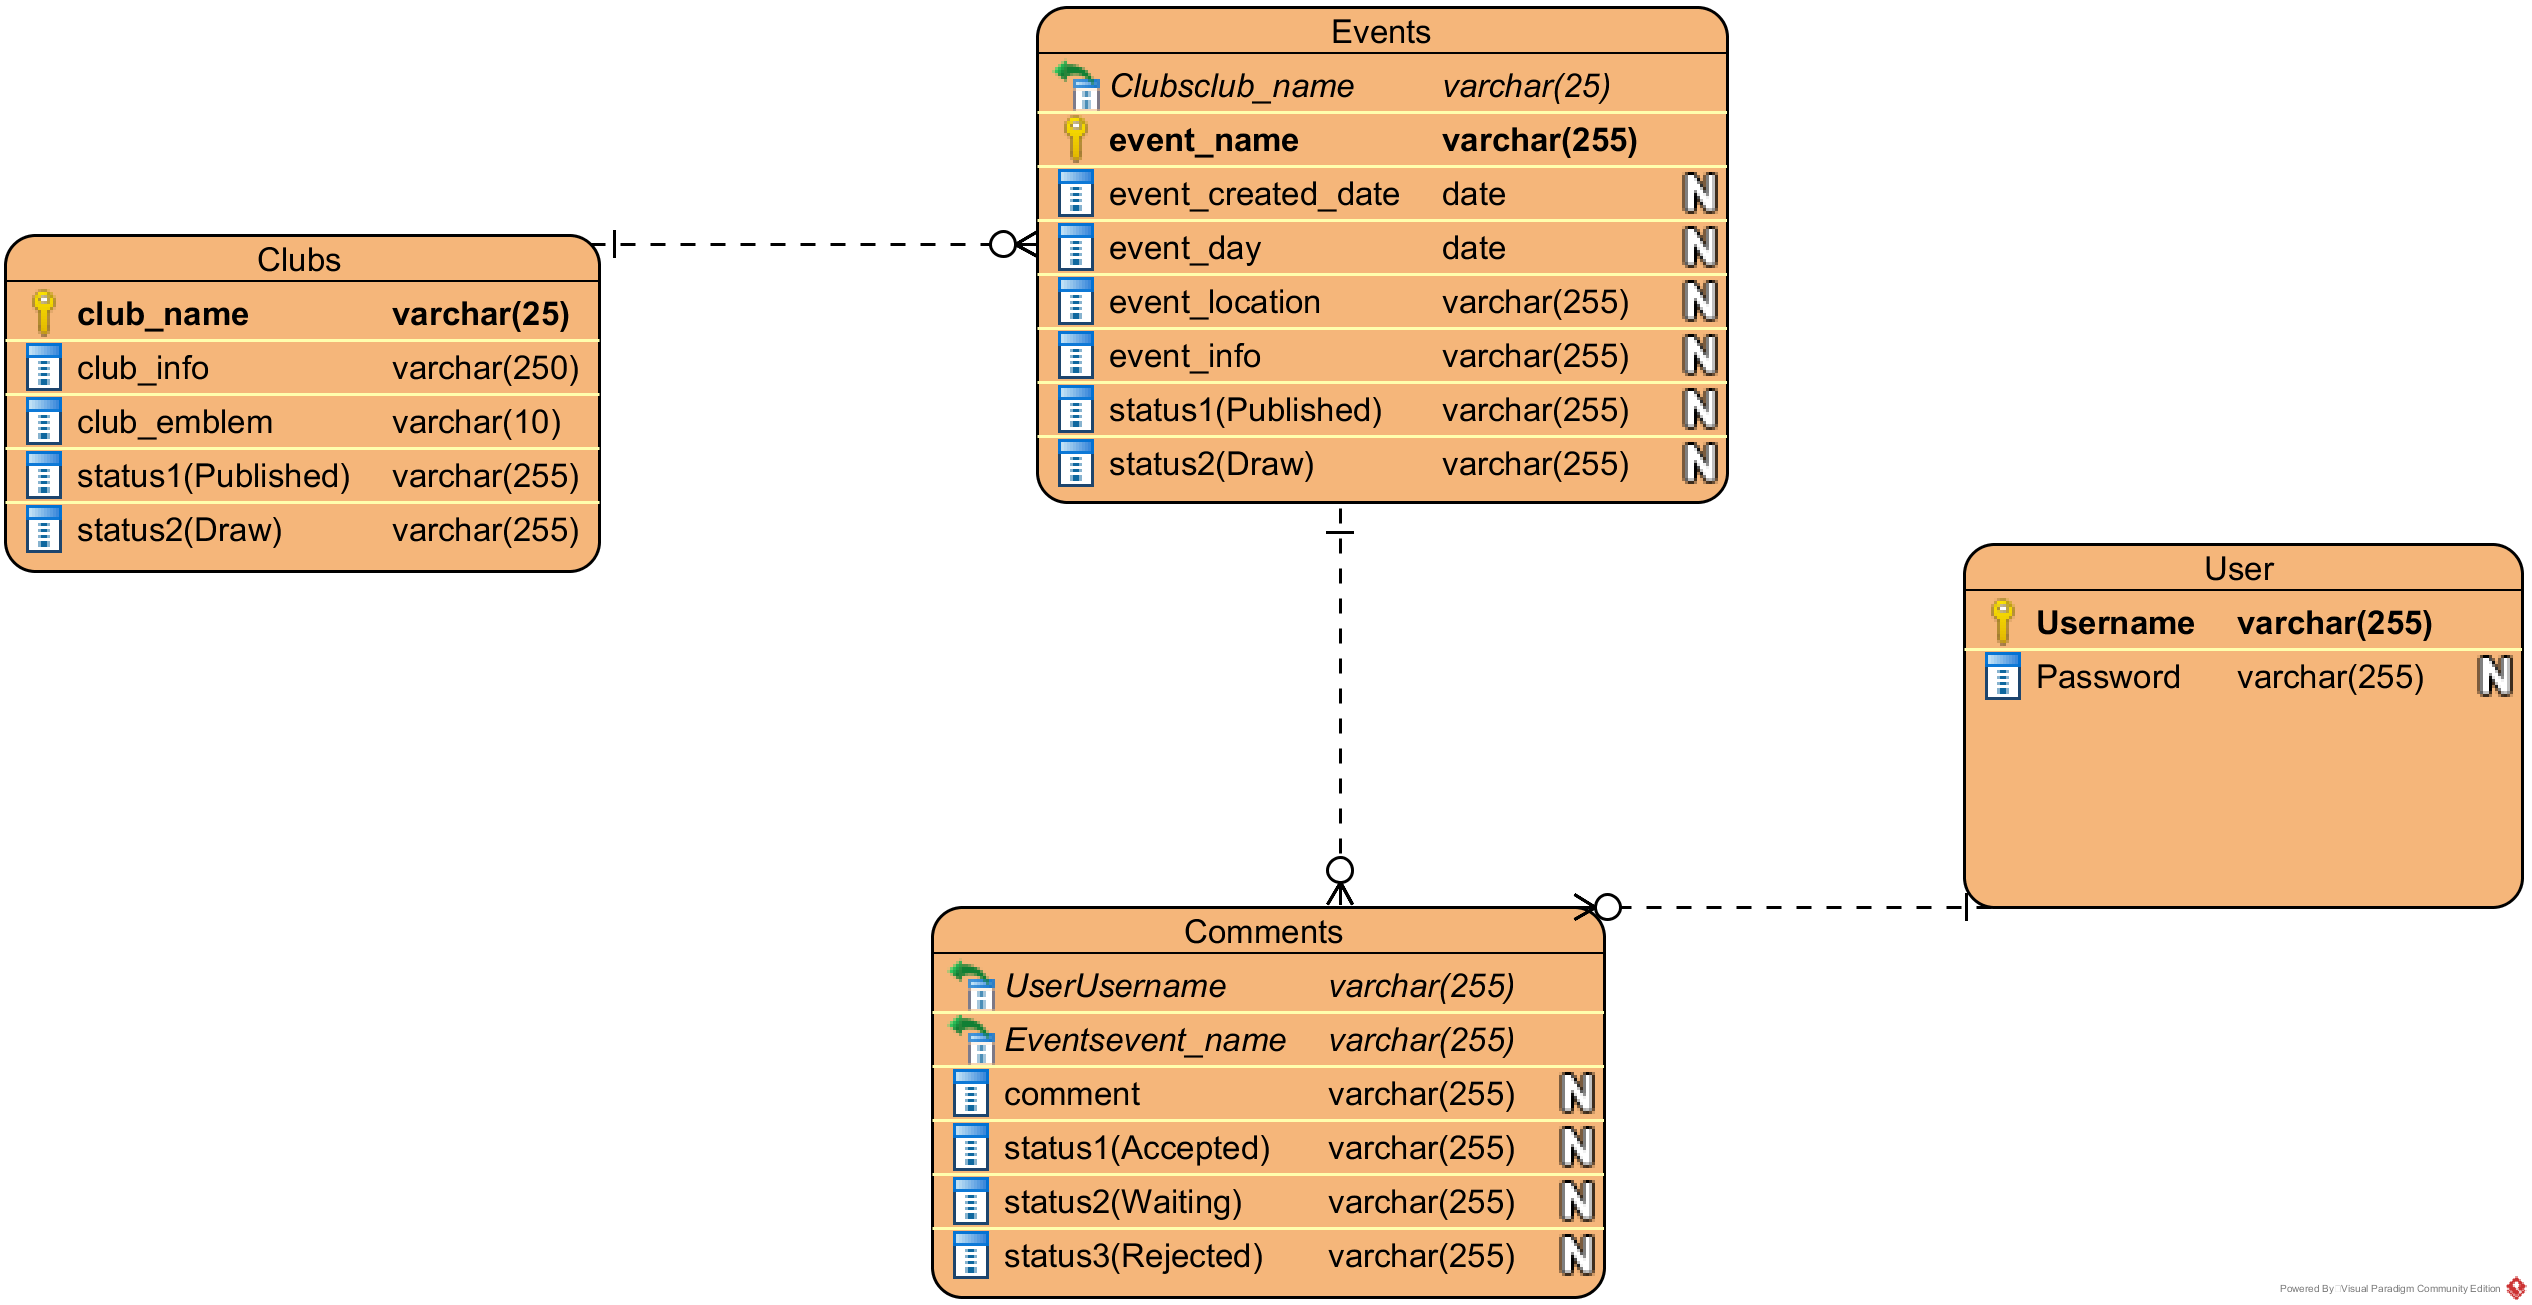 Events
Clubsclub_name varchar(25)
event_name varchar(255)
event_created_date date N
event_day date N
event_location varchar(255) N
event_info varchar(255) N
status1(Published) varchar(255) N
status2(Draw) varchar(255) N
Clubs
club_name varchar(25)
club_info varchar(250)
club_emblem varchar(10)
status1(Published) varchar(255)
status2(Draw) varchar(255)
User
Username varchar(255)
Password varchar(255) N
Comments
UserUsername varchar(255)
Eventsevent_name varchar(255)
comment varchar(255) N
status1(Accepted) varchar(255) N
status2(Waiting) varchar(255) N
status3(Rejected) varchar(255) N
Powered By Visual Paradigm Community Edition